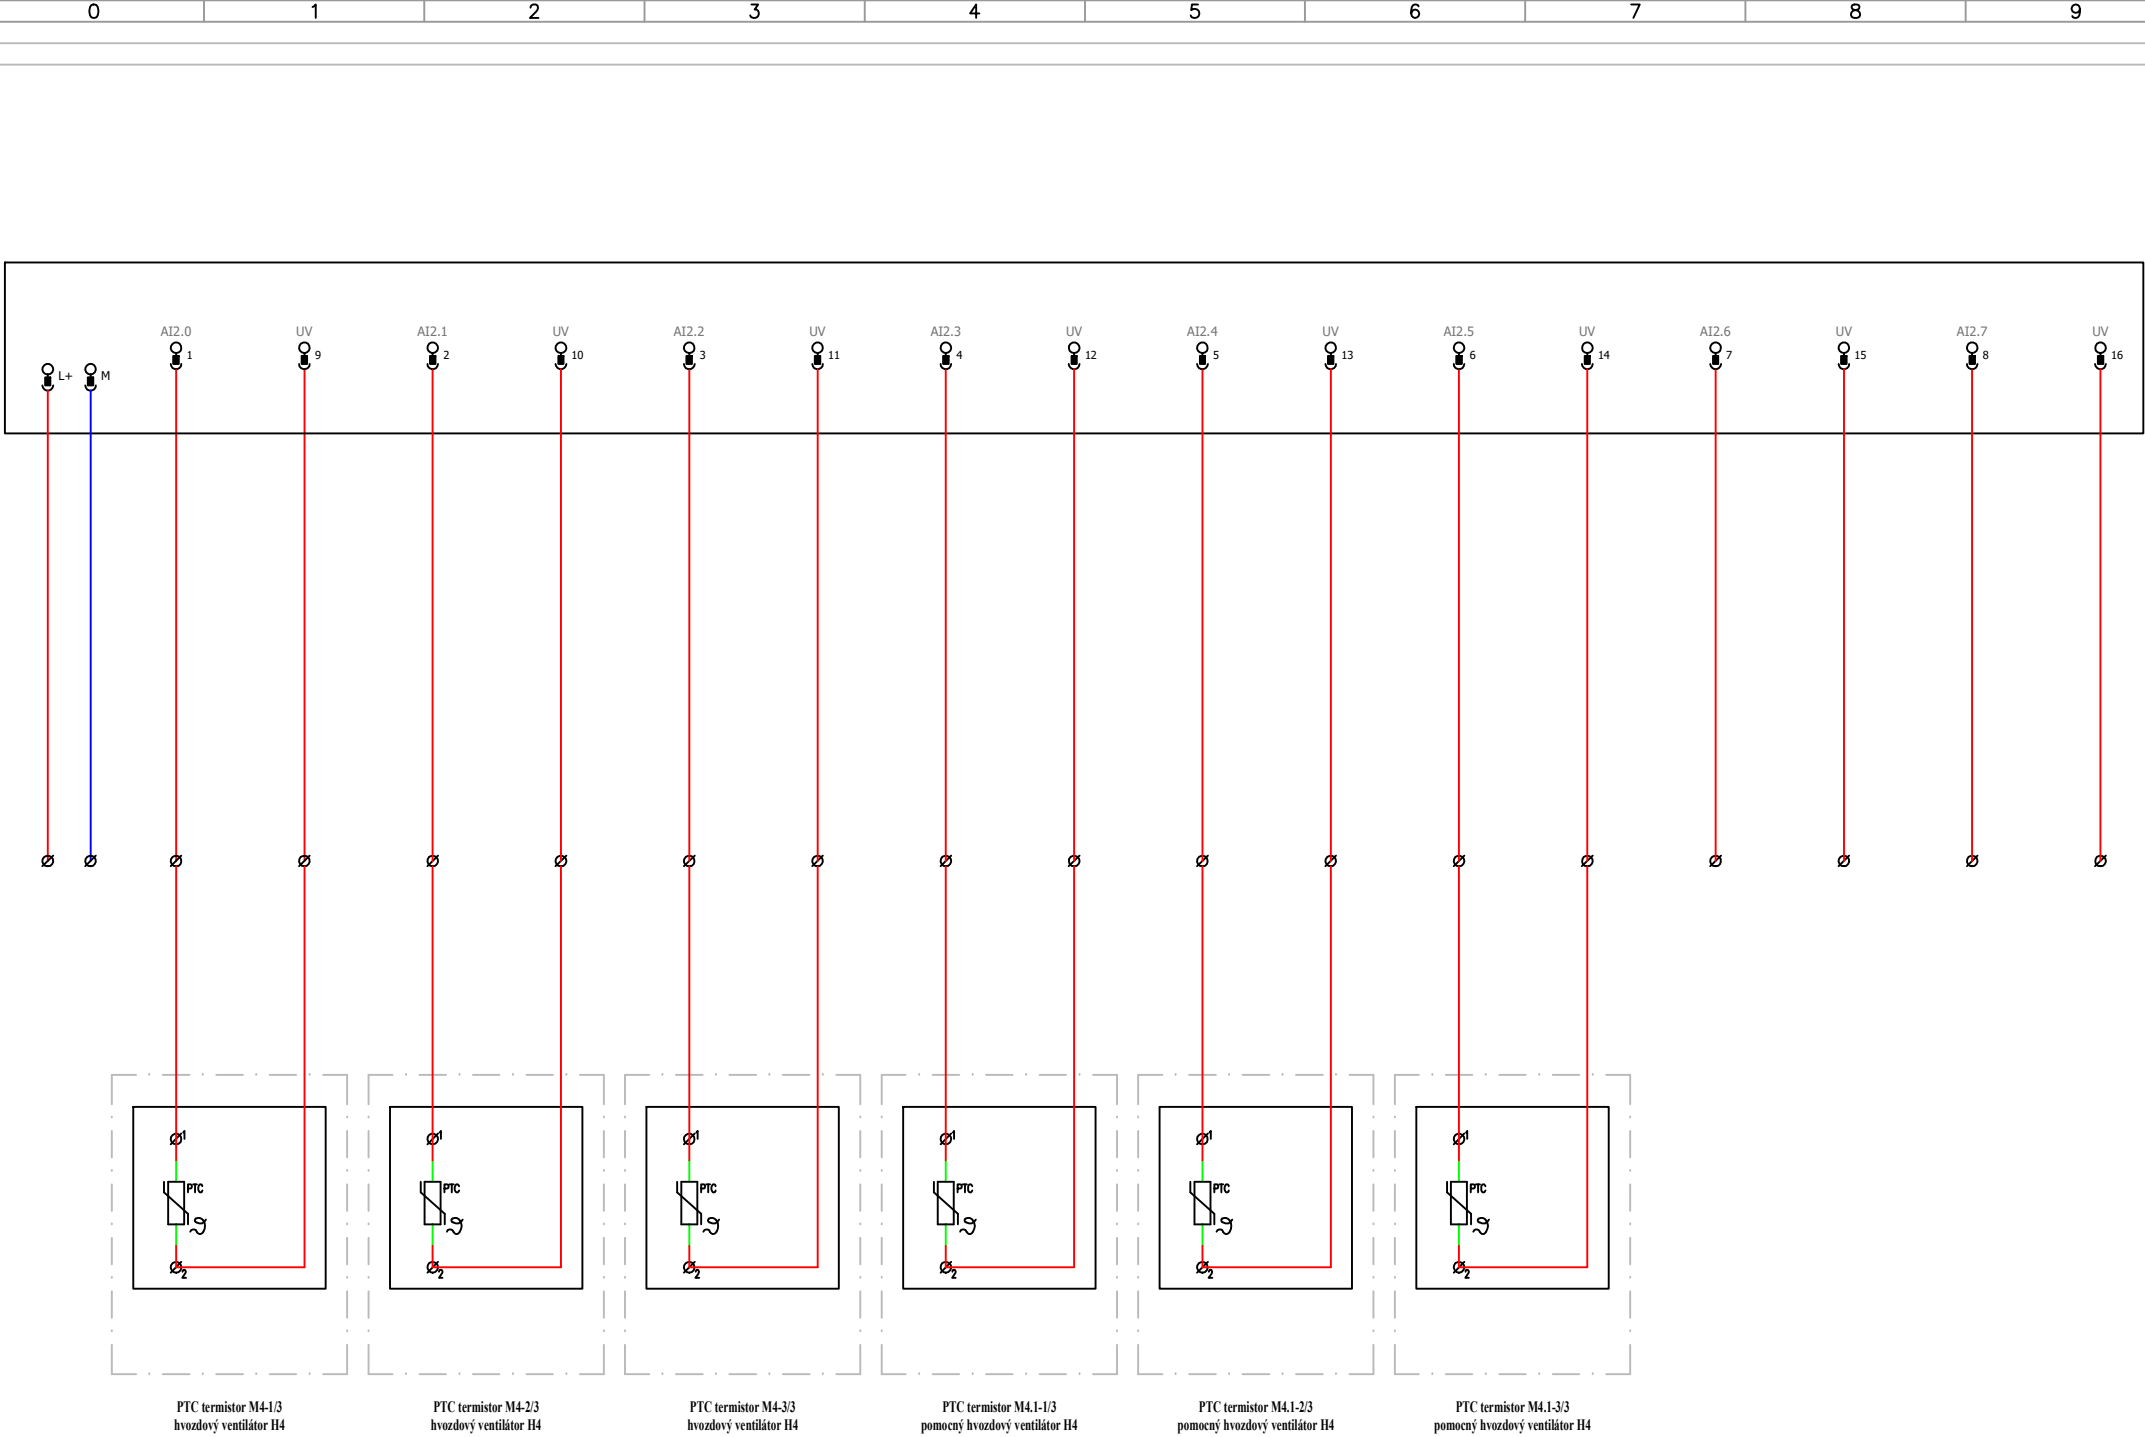 0 1 2 3 4 5 6 7 8 9
AI2.0 UV AI2.1 UV AI2.2 UV AI2.3 UV AI2.4 UV AI2.5 UV AI2.6 UV AI2.7 UV
1 9 2 10 3 11 4 12 5 13 6 14 7 15 8 16
L+ M
1 1 1 1 1 1
PTC PTC PTC PTC PTC PTC
2 2 2 2 2 2
PTC termistor M4-1/3
hvozdový ventilátor H4
PTC termistor M4-2/3
hvozdový ventilátor H4
PTC termistor M4-3/3
hvozdový ventilátor H4
PTC termistor M4.1-1/3
pomocný hvozdový ventilátor H4
PTC termistor M4.1-2/3
pomocný hvozdový ventilátor H4
PTC termistor M4.1-3/3
pomocný hvozdový ventilátor H4